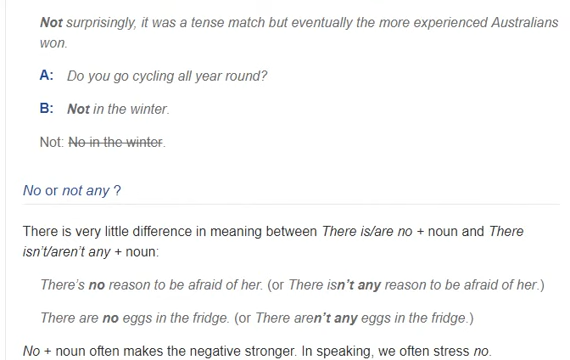 Not surprisingly, it was a tense match but eventually the more experienced Australians
won.
A: Do you go cycling all year round?
B: Not in the winter.
Not: No in the winter.
No or not any?
There is very little difference in meaning between There is/are no + noun and There
isn't/aren't any + noun:
There's no reason to be afraid of her. (or There isn't any reason to be afraid of her.)
There are no eggs in the fridge. (or There aren't any eggs in the fridge.)
No + noun often makes the negative stronger. In speaking, we often stress no.